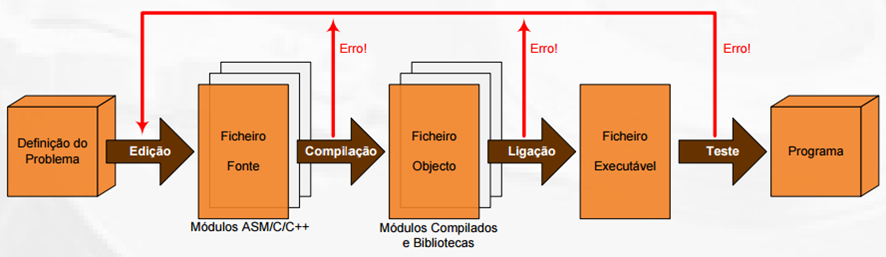 Erro!
Erro!
Erro!
Definição do
Problema
Edição
Ficheiro
Fonte
Compilação
Ficheiro
Objecto
Ligação
Ficheiro
Executável
Teste
Programa
Módulos ASM/C/C++
Módulos Compilados
e Bibliotecas